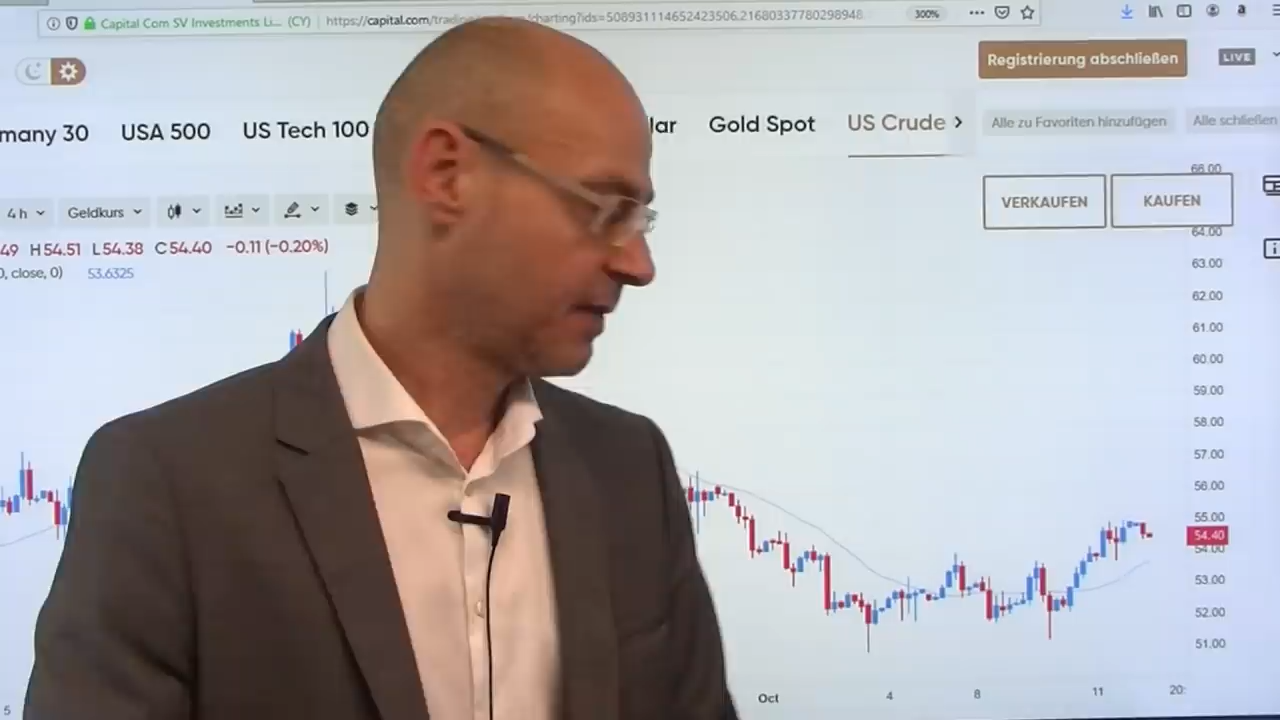 Capital Com SV Investments Li... (CY)
https://capital.com/trading/
charting?ids=508931114652423506.21680337780298948
300%
Registrierung abschließen
LIVE
many 30
USA 500
US Tech 100
lar
Gold Spot
US Crude
Alle zu Favoriten hinzufügen
Alle schließen
4 h
Geldkurs
VERKAUFEN
KAUFEN
49 H54.51 L54.38 C54.40 −0.11 (−0.20%)
0, close, 0) 53.6325
66.00
64.00
63.00
62.00
61.00
60.00
59.00
58.00
57.00
56.00
55.00
54.40
54.00
53.00
52.00
51.00
5
Oct
4
8
11
20: